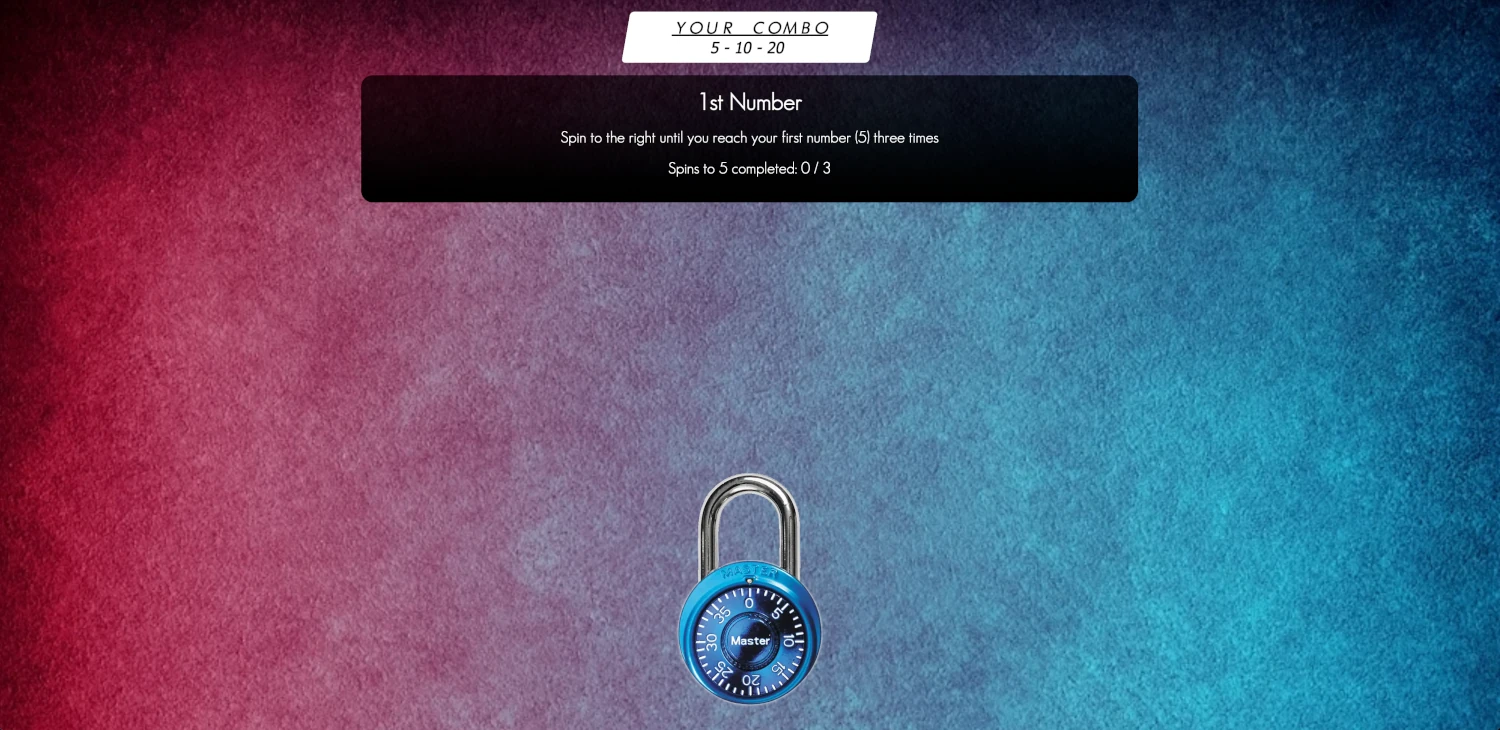 YOUR COMBO
5 - 10 - 20
1st Number
Spin to the right until you reach your first number (5) three times
Spins to 5 completed: 0 / 3
MASTER
0
35 5
30 Master 10
25 15
20